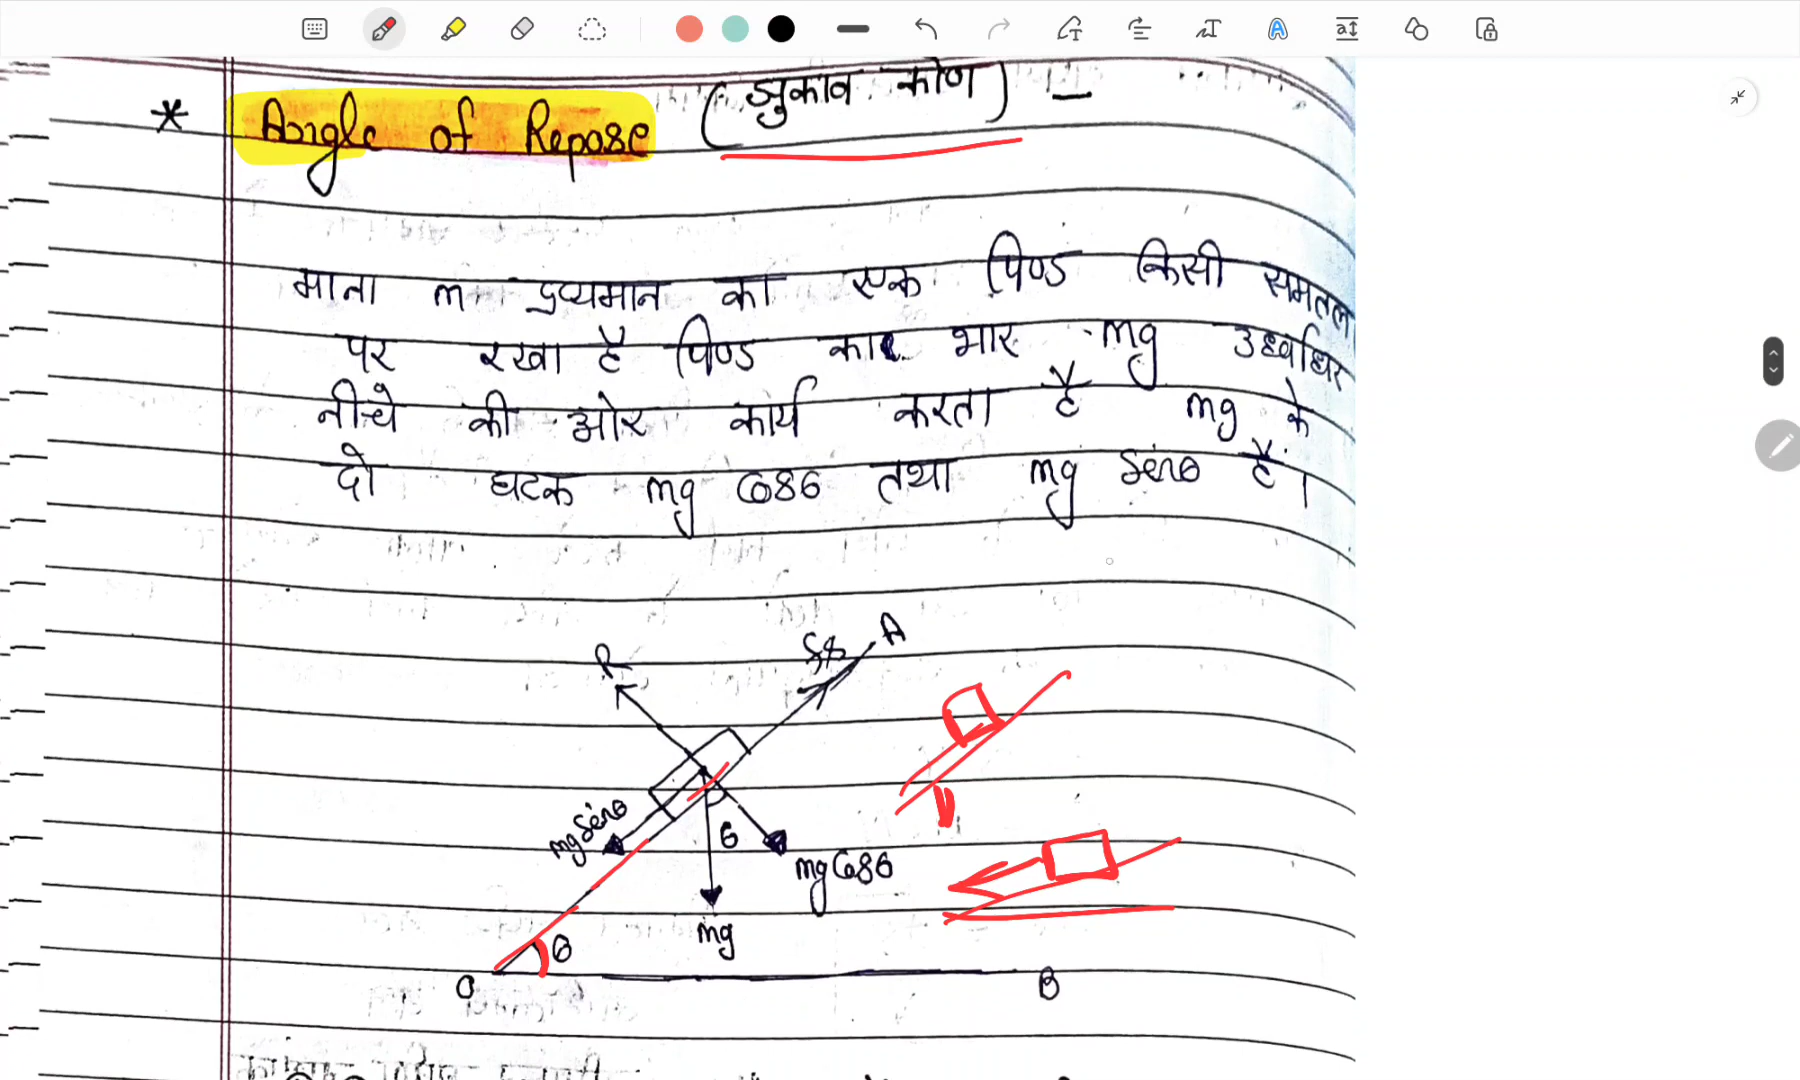 * Angle of Repose (झुकाव कोण) –
माना m द्रव्यमान का एक पिण्ड किसी समतल
पर रखा है पिण्ड का भार mg उर्ध्वाधर
नीचे की ओर कार्य करता है mg के
दो घटक mg Cosθ तथा mg Sinθ है।
R
fs
A
mg Sinθ
θ
mg Cosθ
mg
θ
O
B